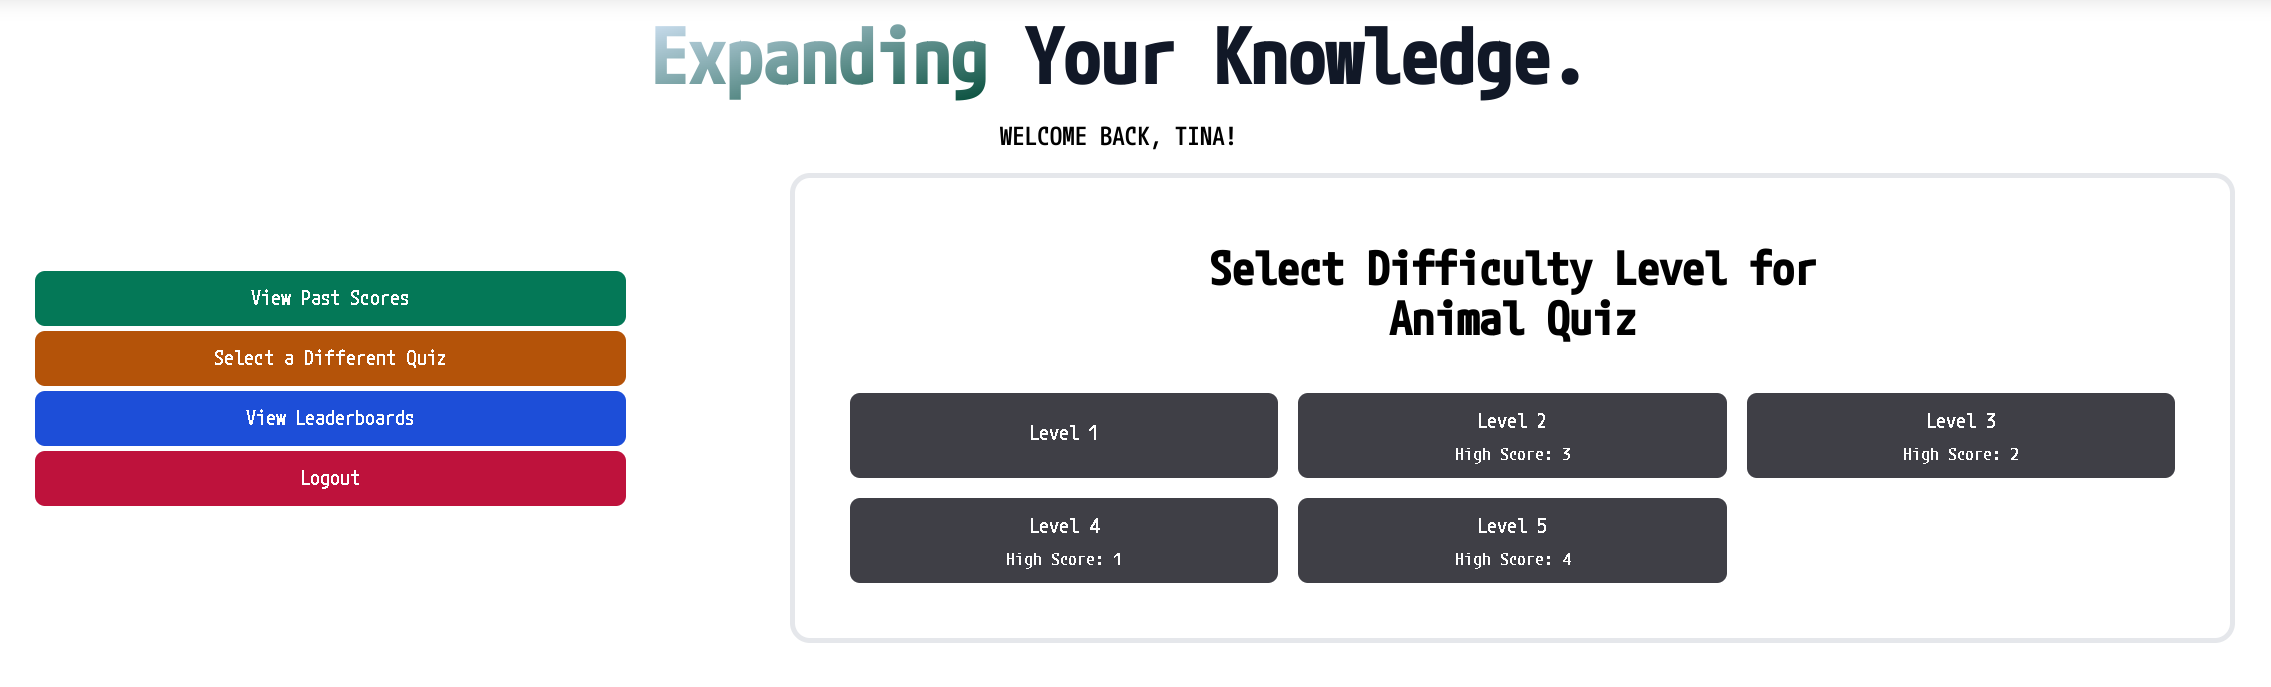 Expanding Your Knowledge.
WELCOME BACK, TINA!
View Past Scores
Select a Different Quiz
View Leaderboards
Logout
Select Difficulty Level for
Animal Quiz
Level 1
Level 2
High Score: 3
Level 3
High Score: 2
Level 4
High Score: 1
Level 5
High Score: 4